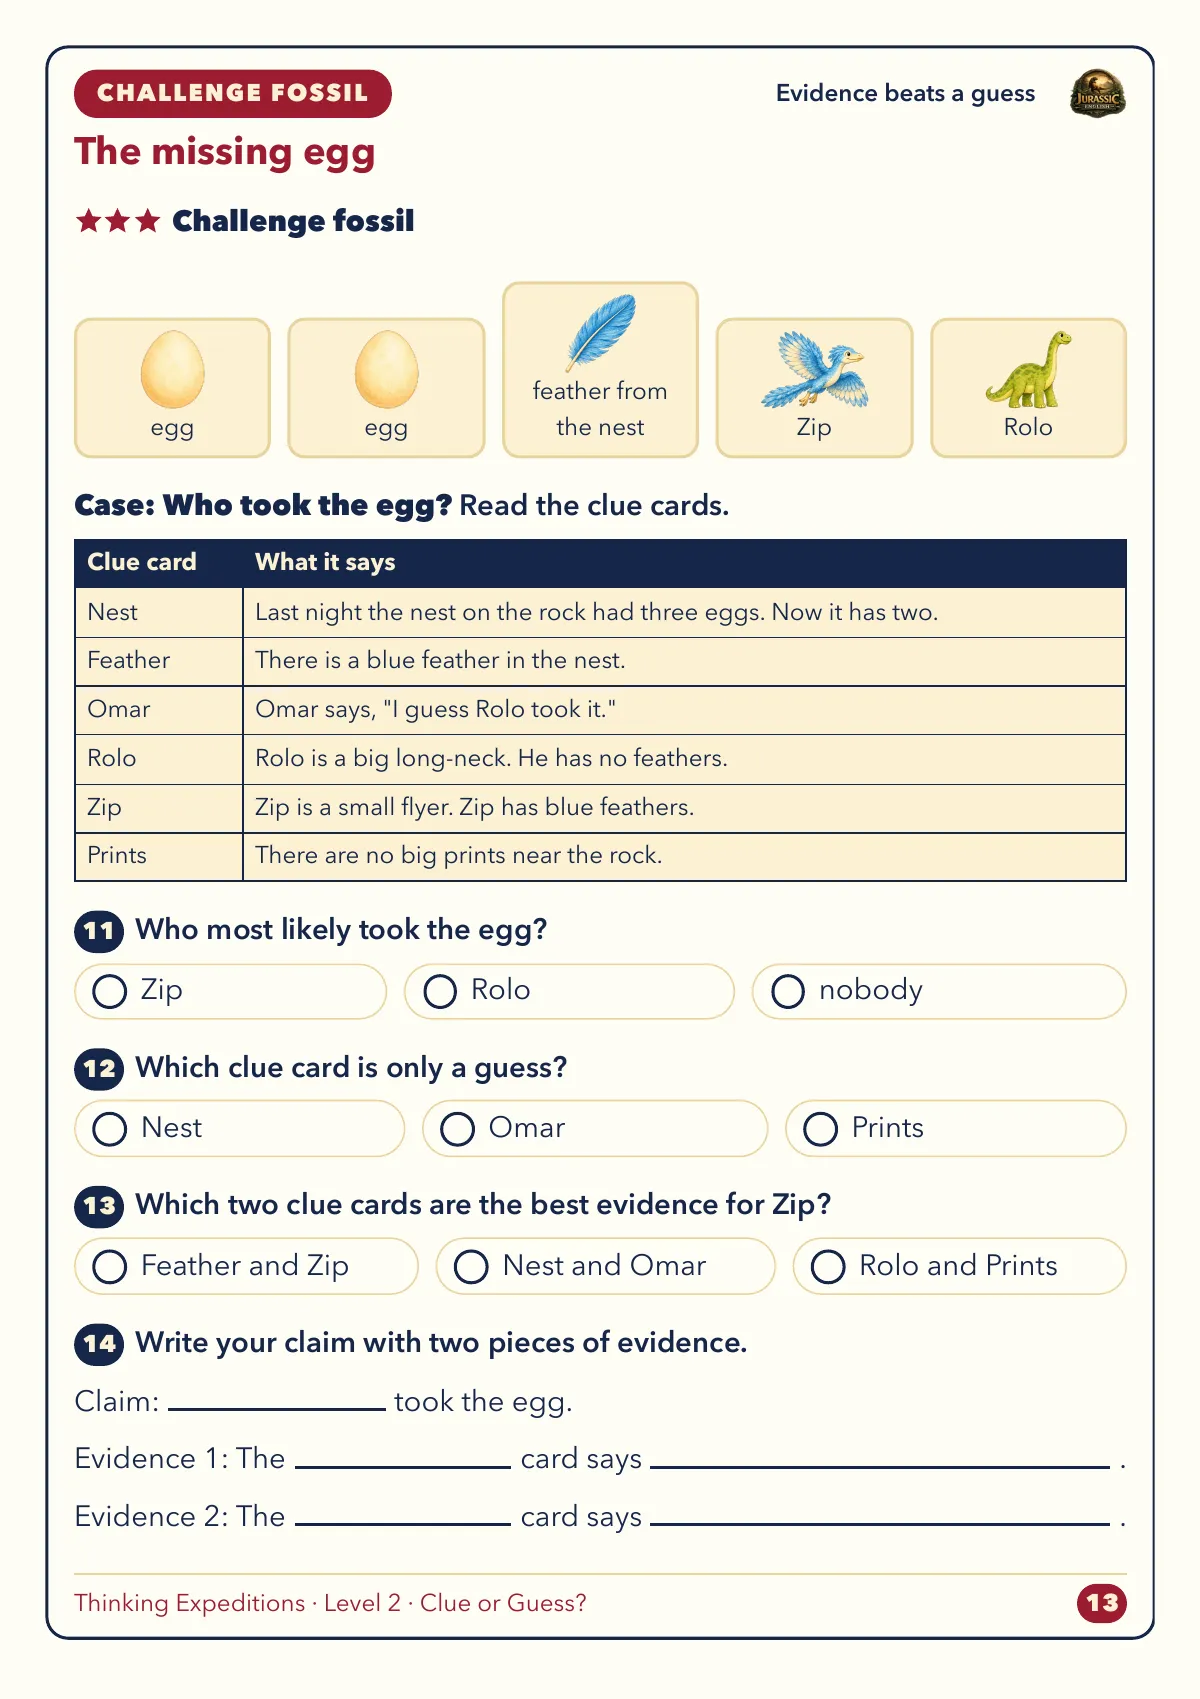 CHALLENGE FOSSIL
Evidence beats a guess
JURASSIC
ENGLISH
The missing egg
★★★ Challenge fossil
egg
egg
feather from
the nest
Zip
Rolo
Case: Who took the egg? Read the clue cards.
Clue card What it says
Nest Last night the nest on the rock had three eggs. Now it has two.
Feather There is a blue feather in the nest.
Omar Omar says, "I guess Rolo took it."
Rolo Rolo is a big long-neck. He has no feathers.
Zip Zip is a small flyer. Zip has blue feathers.
Prints There are no big prints near the rock.
11 Who most likely took the egg?
Zip Rolo nobody
12 Which clue card is only a guess?
Nest Omar Prints
13 Which two clue cards are the best evidence for Zip?
Feather and Zip Nest and Omar Rolo and Prints
14 Write your claim with two pieces of evidence.
Claim: ____ took the egg.
Evidence 1: The ____ card says ____ .
Evidence 2: The ____ card says ____ .
Thinking Expeditions · Level 2 · Clue or Guess?
13